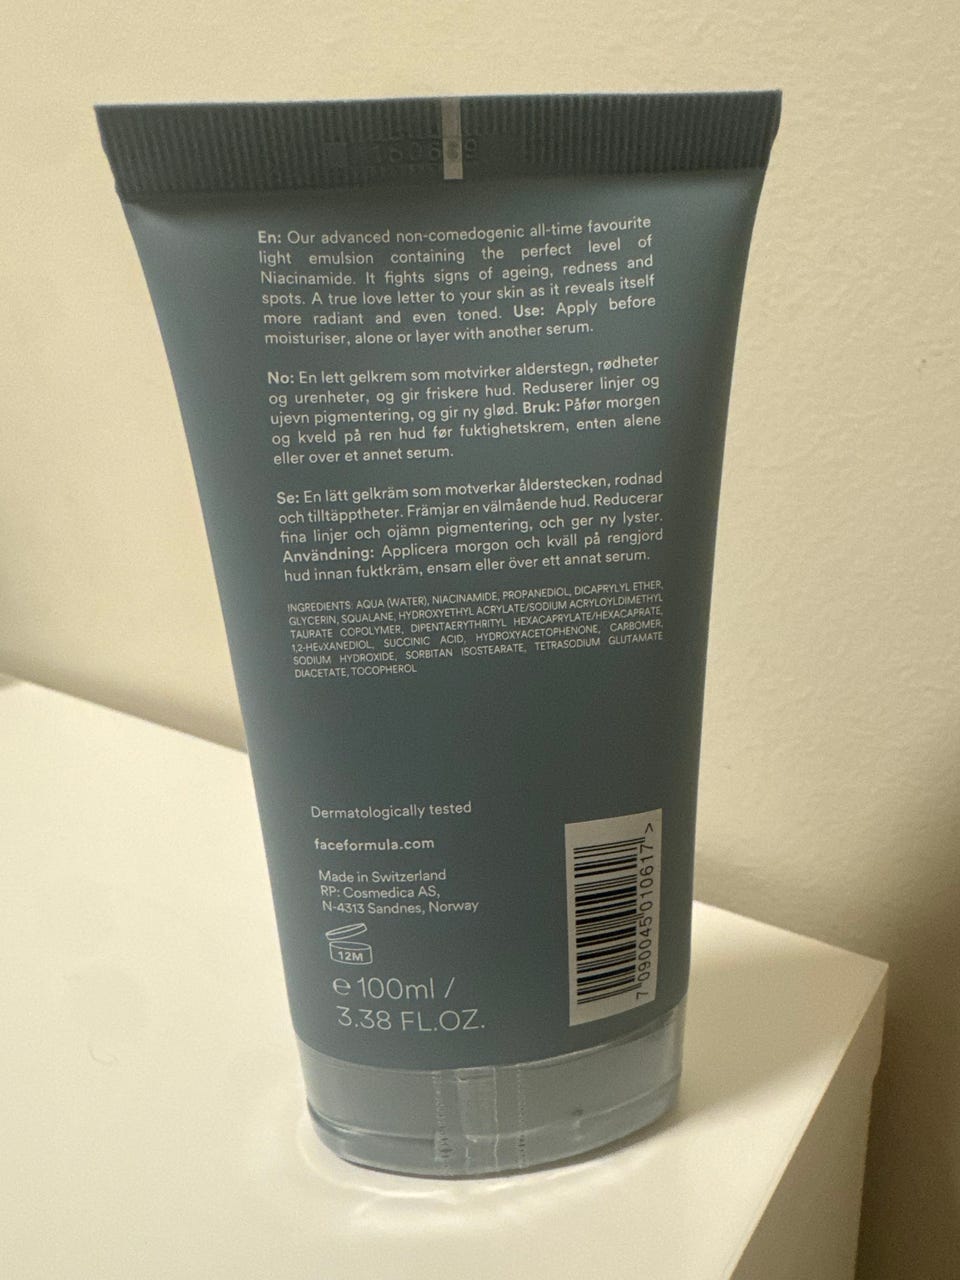 En: Our advanced non-comedogenic all-time favourite
light emulsion containing the perfect level of
Niacinamide. It fights signs of ageing, redness and
spots. A true love letter to your skin as it reveals itself
more radiant and even toned. Use: Apply before
moisturiser, alone or layer with another serum.
No: En lett gelkrem som motvirker alderstegn, rødheter
og urenheter, og gir friskere hud. Reduserer linjer og
ujevn pigmentering, og gir ny glød. Bruk: Påfør morgen
og kveld på ren hud før fuktighetskrem, enten alene
eller over et annet serum.
Se: En lätt gelkräm som motverkar ålderstecken, rodnad
och tilltäpptheter. Främjar en välmående hud. Reducerar
fina linjer och ojämn pigmentering, och ger ny lyster.
Användning: Applicera morgon och kväll på rengjord
hud innan fuktkräm, ensam eller över ett annat serum.
INGREDIENTS: AQUA (WATER), NIACINAMIDE, PROPANEDIOL, DICAPRYLYL ETHER,
GLYCERIN, SQUALANE, HYDROXYETHYL ACRYLATE/SODIUM ACRYLOYLDIMETHYL
TAURATE COPOLYMER, DIPENTAERYTHRITYL HEXACAPRYLATE/HEXACAPRATE,
1,2-HEvXANEDIOL, SUCCINIC ACID, HYDROXYACETOPHENONE, CARBOMER,
SODIUM HYDROXIDE, SORBITAN ISOSTEARATE, TETRASODIUM GLUTAMATE
DIACETATE, TOCOPHEROL
Dermatologically tested
faceformula.com
Made in Switzerland
RP: Cosmedica AS,
N-4313 Sandnes, Norway
12M
℮ 100ml /
3.38 FL.OZ.
7 090045 010617 >